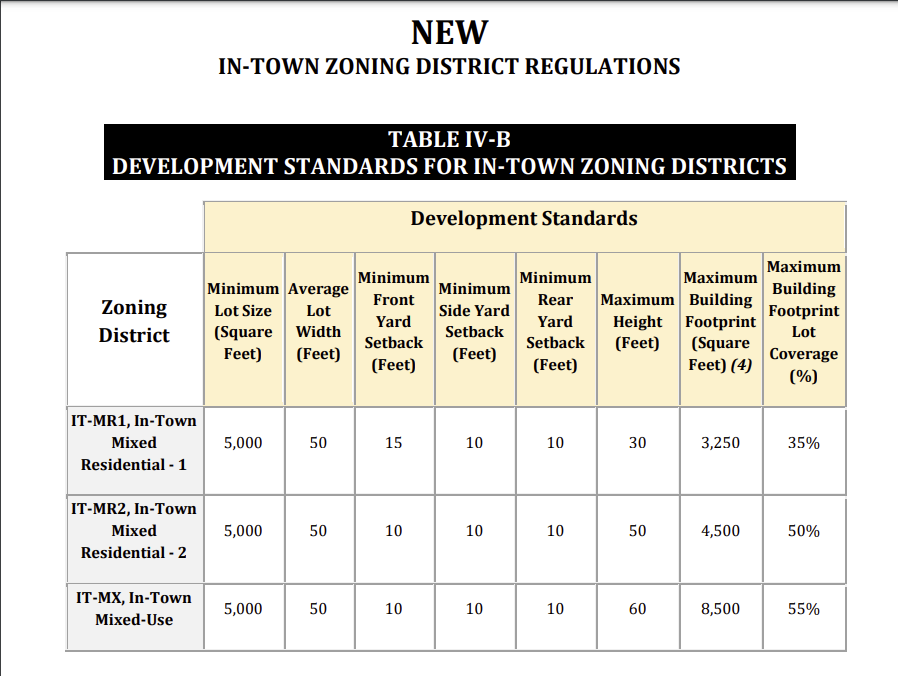 NEW
IN-TOWN ZONING DISTRICT REGULATIONS
TABLE IV-B
DEVELOPMENT STANDARDS FOR IN-TOWN ZONING DISTRICTS
Development Standards
Zoning
District
Minimum
Lot Size
(Square
Feet)
Average
Lot
Width
(Feet)
Minimum
Front
Yard
Setback
(Feet)
Minimum
Side Yard
Setback
(Feet)
Minimum
Rear
Yard
Setback
(Feet)
Maximum
Height
(Feet)
Maximum
Building
Footprint
(Square
Feet) (4)
Maximum
Building
Footprint
Lot
Coverage
(%)
IT-MR1, In-Town
Mixed
Residential - 1
5,000 50 15 10 10 30 3,250 35%
IT-MR2, In-Town
Mixed
Residential - 2
5,000 50 10 10 10 50 4,500 50%
IT-MX, In-Town
Mixed-Use
5,000 50 10 10 10 60 8,500 55%